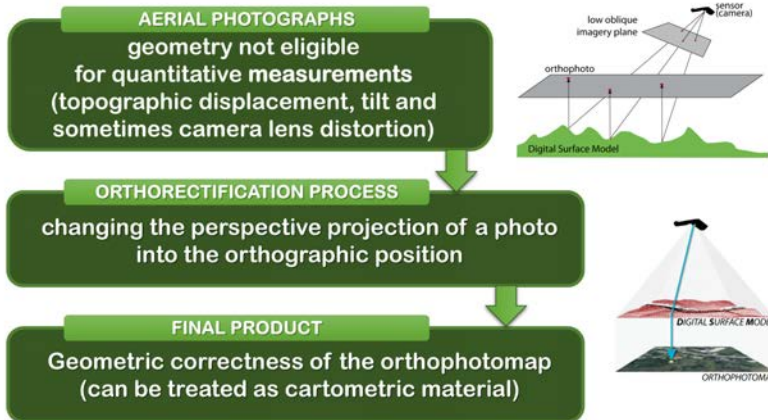 AERIAL PHOTOGRAPHS
geometry not eligible
for quantitative measurements
(topographic displacement, tilt and
sometimes camera lens distortion)
sensor
(camera)
low oblique
imagery plane
orthophoto
Digital Surface Model
ORTHORECTIFICATION PROCESS
changing the perspective projection of a photo
into the orthographic position
FINAL PRODUCT
Geometric correctness of the orthophotomap
(can be treated as cartometric material)
DIGITAL SURFACE MODE
ORTHOPHOTOMA